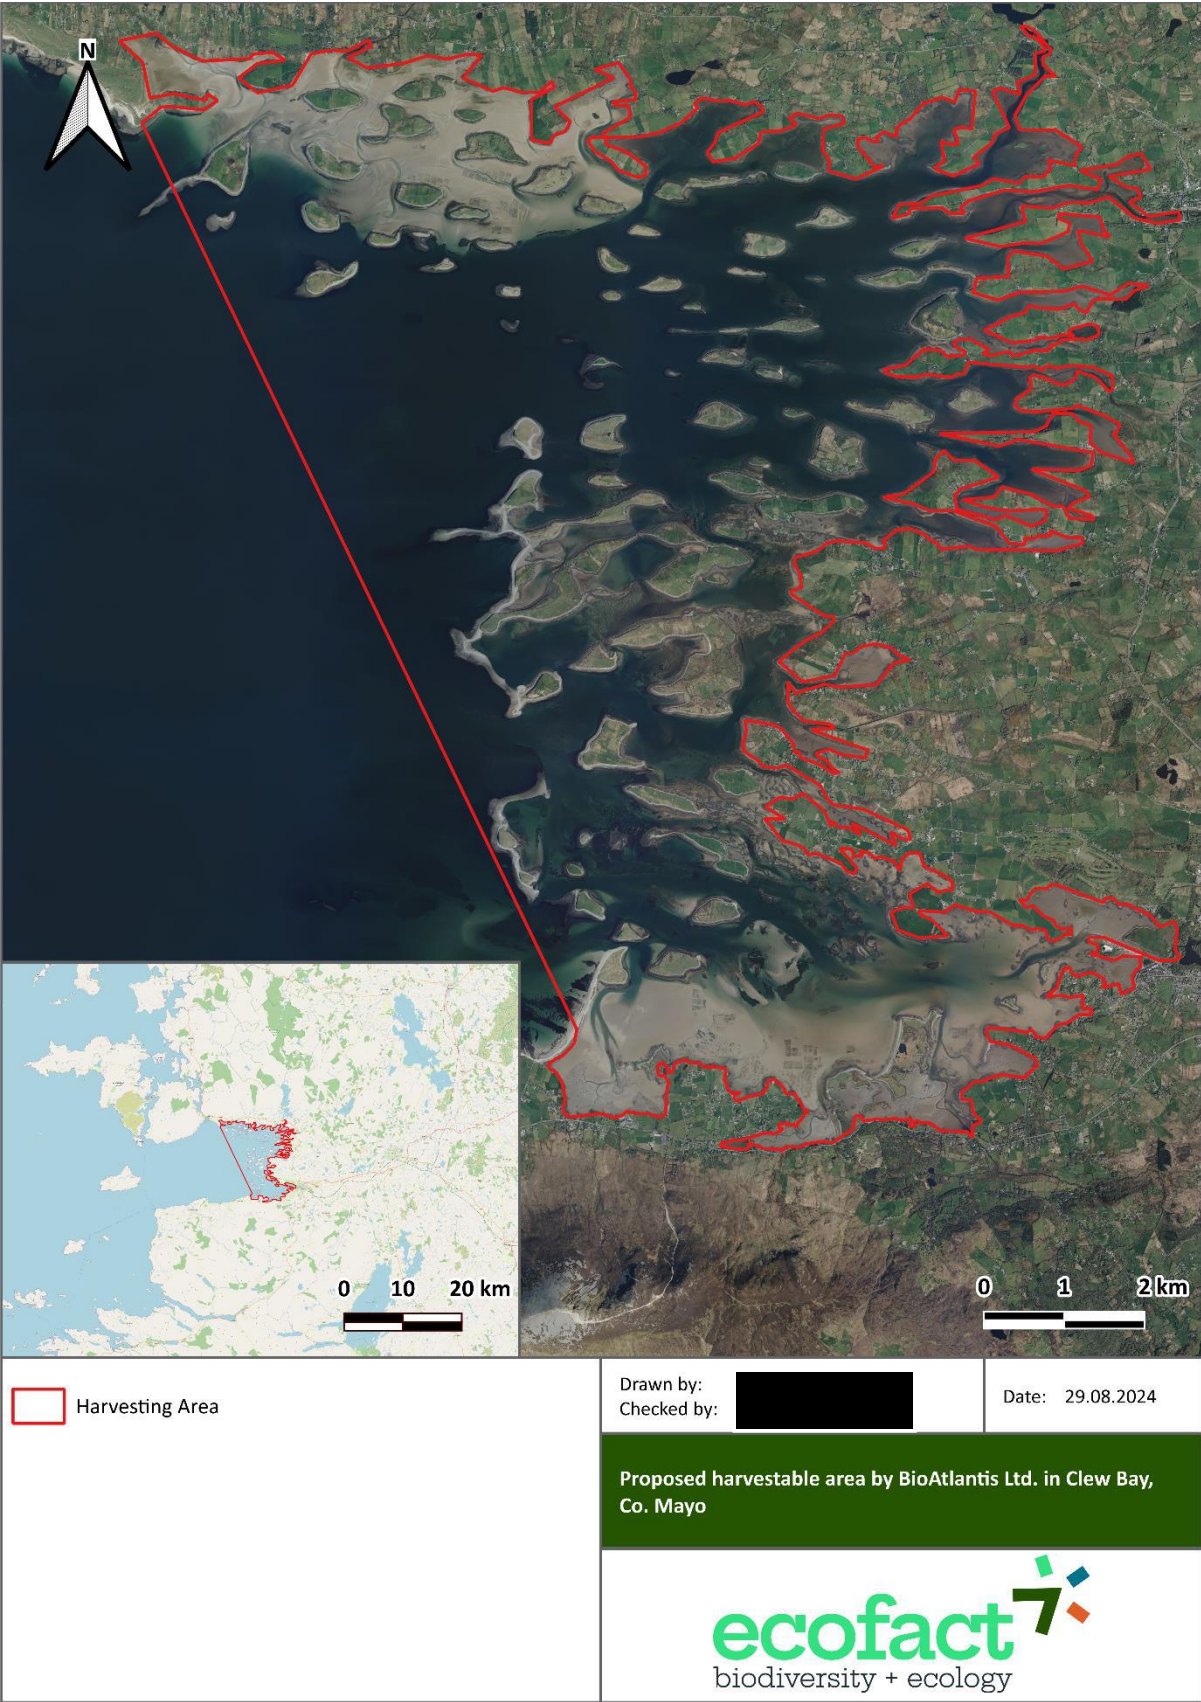 N
0 10 20 km
0 1 2 km
Harvesting Area
Drawn by:
Checked by:
Date: 29.08.2024
Proposed harvestable area by BioAtlantis Ltd. in Clew Bay,
Co. Mayo
ecofact
biodiversity + ecology